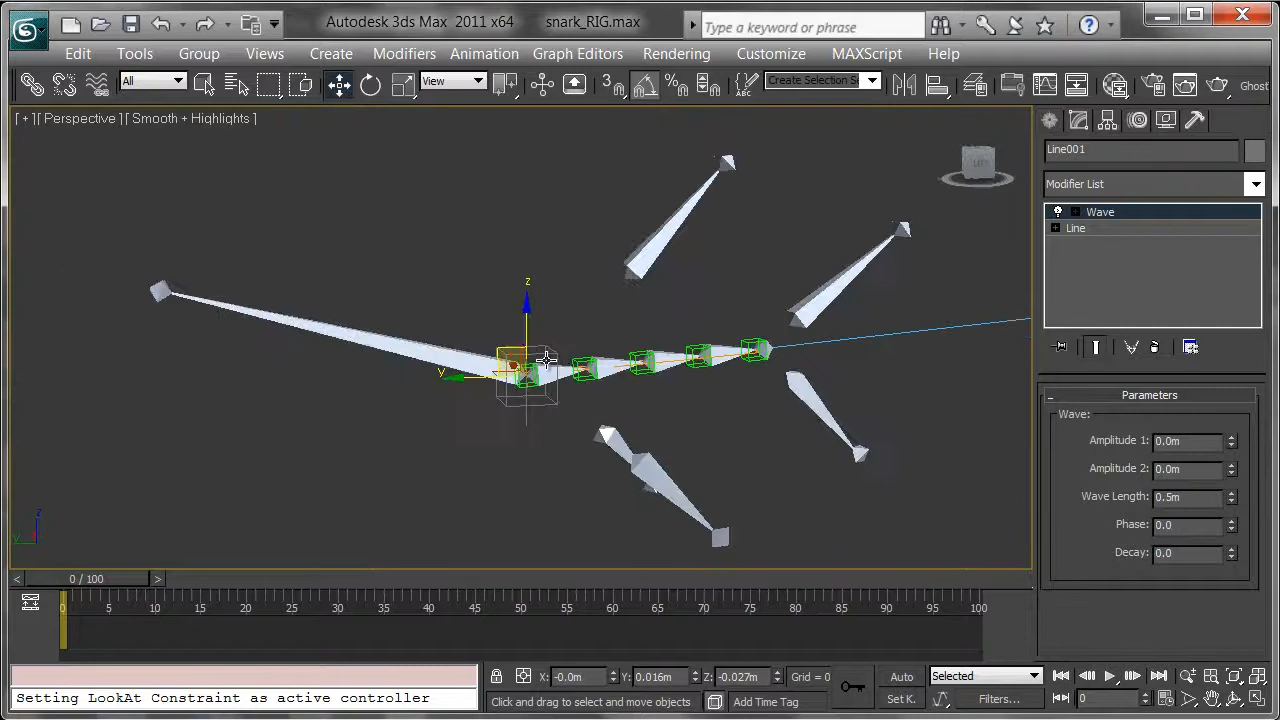 Autodesk 3ds Max 2011 x64 snark_RIG.max
Type a keyword or phrase
Edit Tools Group Views Create Modifiers Animation Graph Editors Rendering Customize MAXScript Help
All View 3 ABC Create Selection Se Ghost
[ + ][ Perspective ][ Smooth + Highlights ]
Line001
Modifier List
Wave
Line
z
y
z
y
Parameters
Wave:
Amplitude 1: 0.0m
Amplitude 2: 0.0m
Wave Length: 0.5m
Phase: 0.0
Decay: 0.0
< 0 / 100 >
0 5 10 15 20 25 30 35 40 45 50 55 60 65 70 75 80 85 90 95 100
X: -0.0m Y: 0.016m Z: -0.027m Grid = 0 Auto Selected
Setting LookAt Constraint as active controller
Click and drag to select and move objects Add Time Tag Set K. Filters... 0